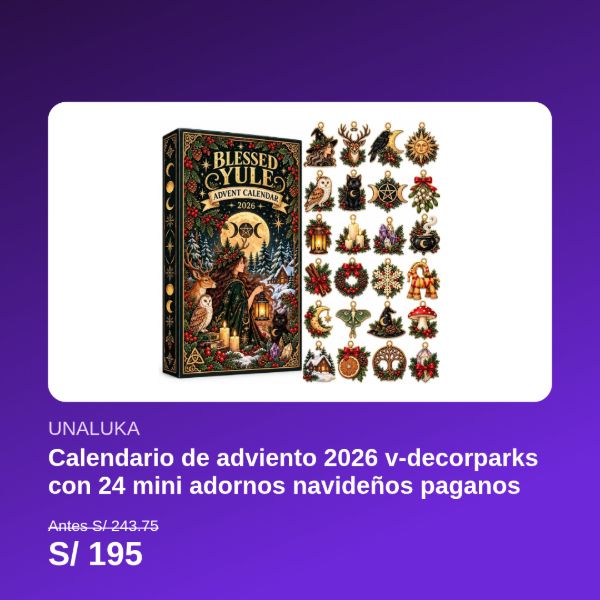 BLESSED
YULE
ADVENT CALENDAR
2026
UNALUKA
Calendario de adviento 2026 v-decorparks
con 24 mini adornos navideños paganos
Antes S/ 243.75
S/ 195